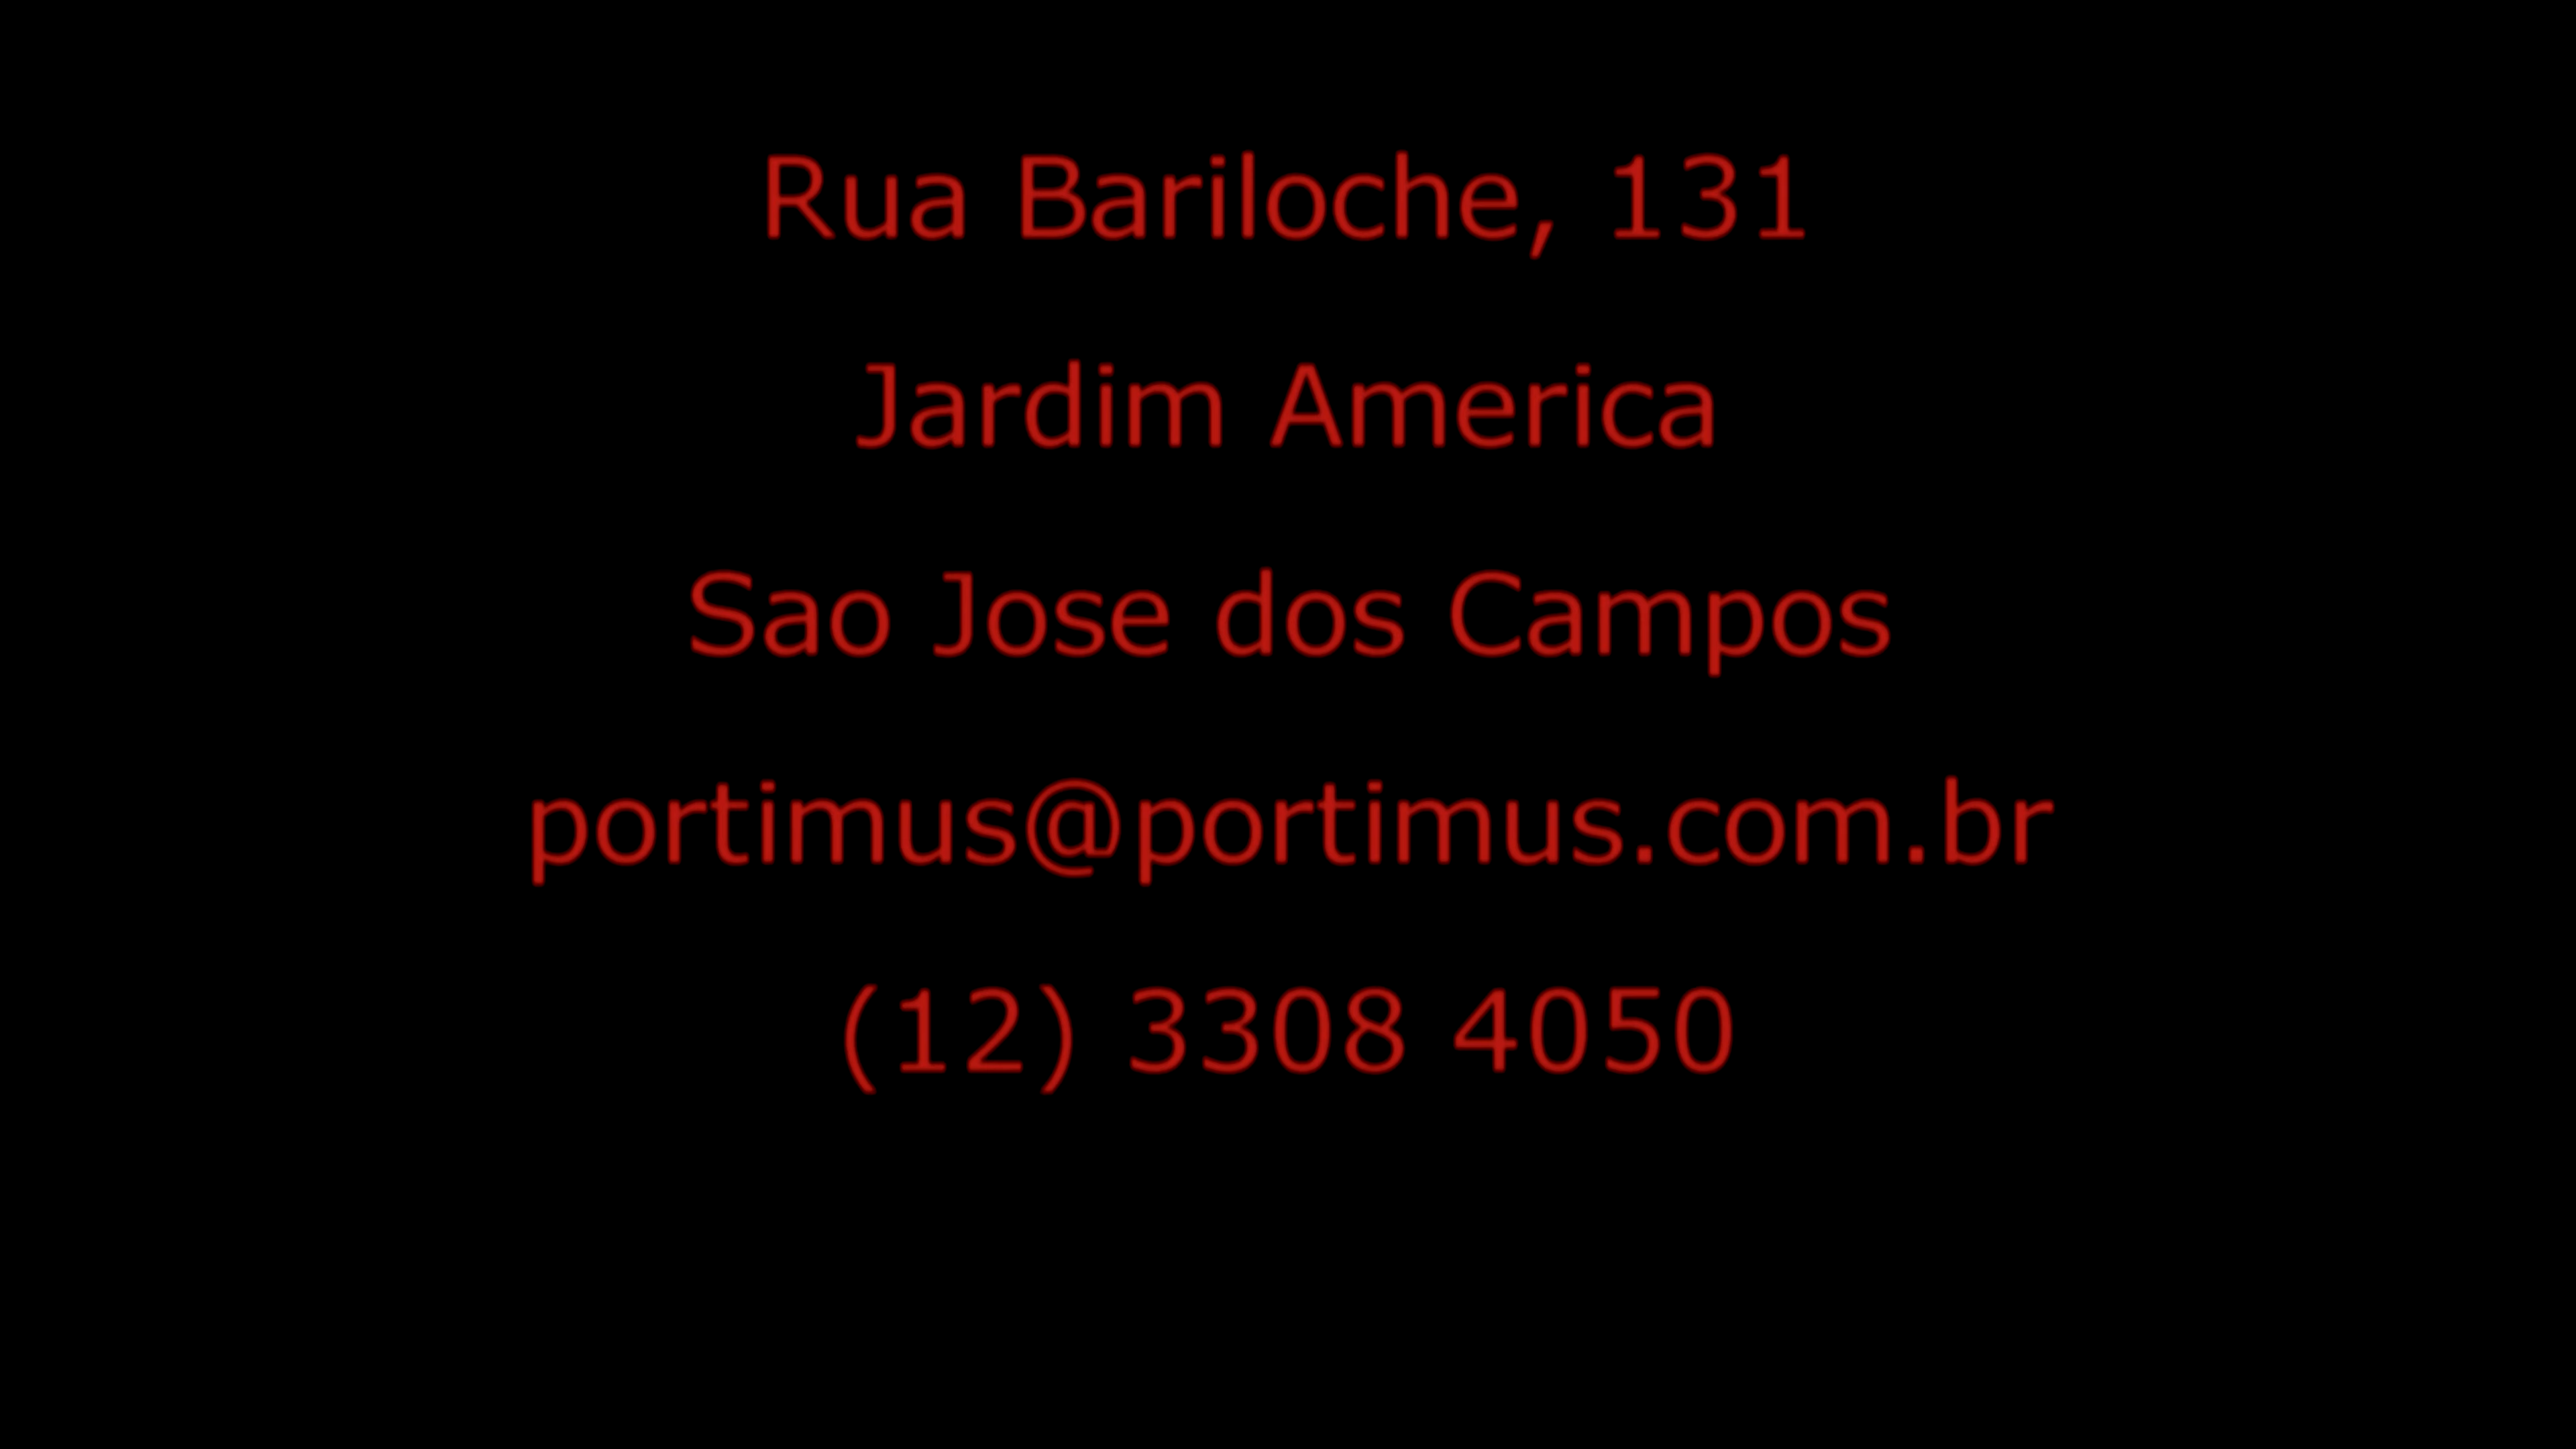 Rua Bariloche, 131
Jardim America
Sao Jose dos Campos
portimus@portimus.com.br
(12) 3308 4050